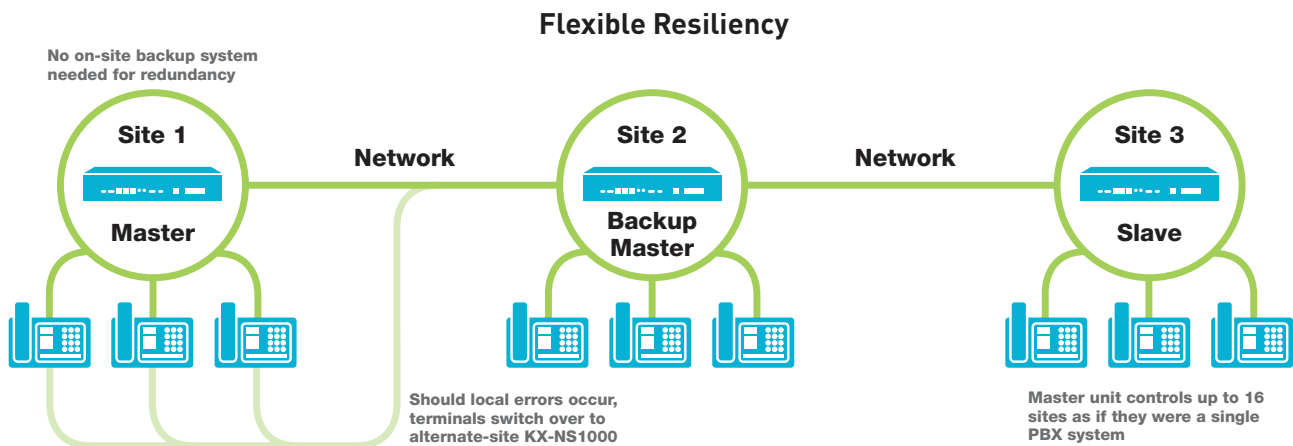 Flexible Resiliency
No on-site backup system
needed for redundancy
Site 1
Master
Network
Site 2
Backup
Master
Network
Site 3
Slave
Should local errors occur,
terminals switch over to
alternate-site KX-NS1000
Master unit controls up to 16
sites as if they were a single
PBX system